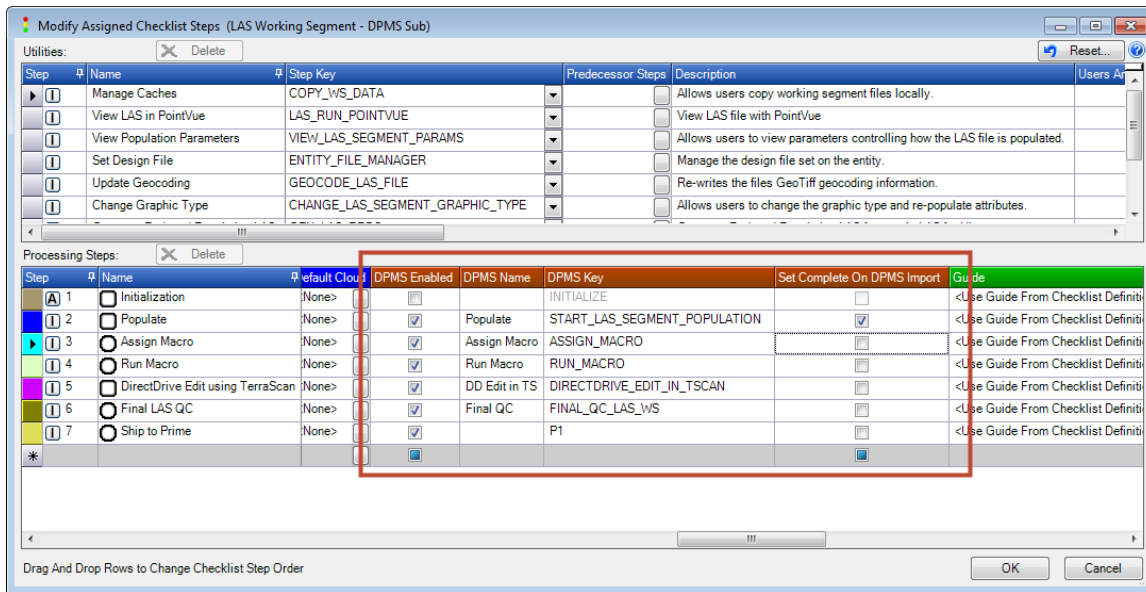 Modify Assigned Checklist Steps (LAS Working Segment - DPMS Sub)
Utilities: Delete Reset...
Step Name Step Key Predecessor Steps Description Users Ar
Manage Caches COPY_WS_DATA Allows users copy working segment files locally.
View LAS in PointVue LAS_RUN_POINTVUE View LAS file with PointVue
View Population Parameters VIEW_LAS_SEGMENT_PARAMS Allows users to view parameters controlling how the LAS file is populated.
Set Design File ENTITY_FILE_MANAGER Manage the design file set on the entity.
Update Geocoding GEOCODE_LAS_FILE Re-writes the files GeoTiff geocoding information.
Change Graphic Type CHANGE_LAS_SEGMENT_GRAPHIC_TYPE Allows users to change the graphic type and re-populate attributes.
Processing Steps: Delete
Step Name efault Cloud DPMS Enabled DPMS Name DPMS Key Set Complete On DPMS Import Guide
A 1 Initialization :None> INITIALIZE <Use Guide From Checklist Definiti
I 2 Populate :None> Populate START_LAS_SEGMENT_POPULATION <Use Guide From Checklist Definiti
I 3 Assign Macro :None> Assign Macro ASSIGN_MACRO <Use Guide From Checklist Definiti
I 4 Run Macro :None> Run Macro RUN_MACRO <Use Guide From Checklist Definiti
I 5 DirectDrive Edit using TerraScan :None> DD Edit in TS DIRECTDRIVE_EDIT_IN_TSCAN <Use Guide From Checklist Definiti
I 6 Final LAS QC :None> Final QC FINAL_QC_LAS_WS <Use Guide From Checklist Definiti
I 7 Ship to Prime :None> P1 <Use Guide From Checklist Definiti
Drag And Drop Rows to Change Checklist Step Order OK Cancel